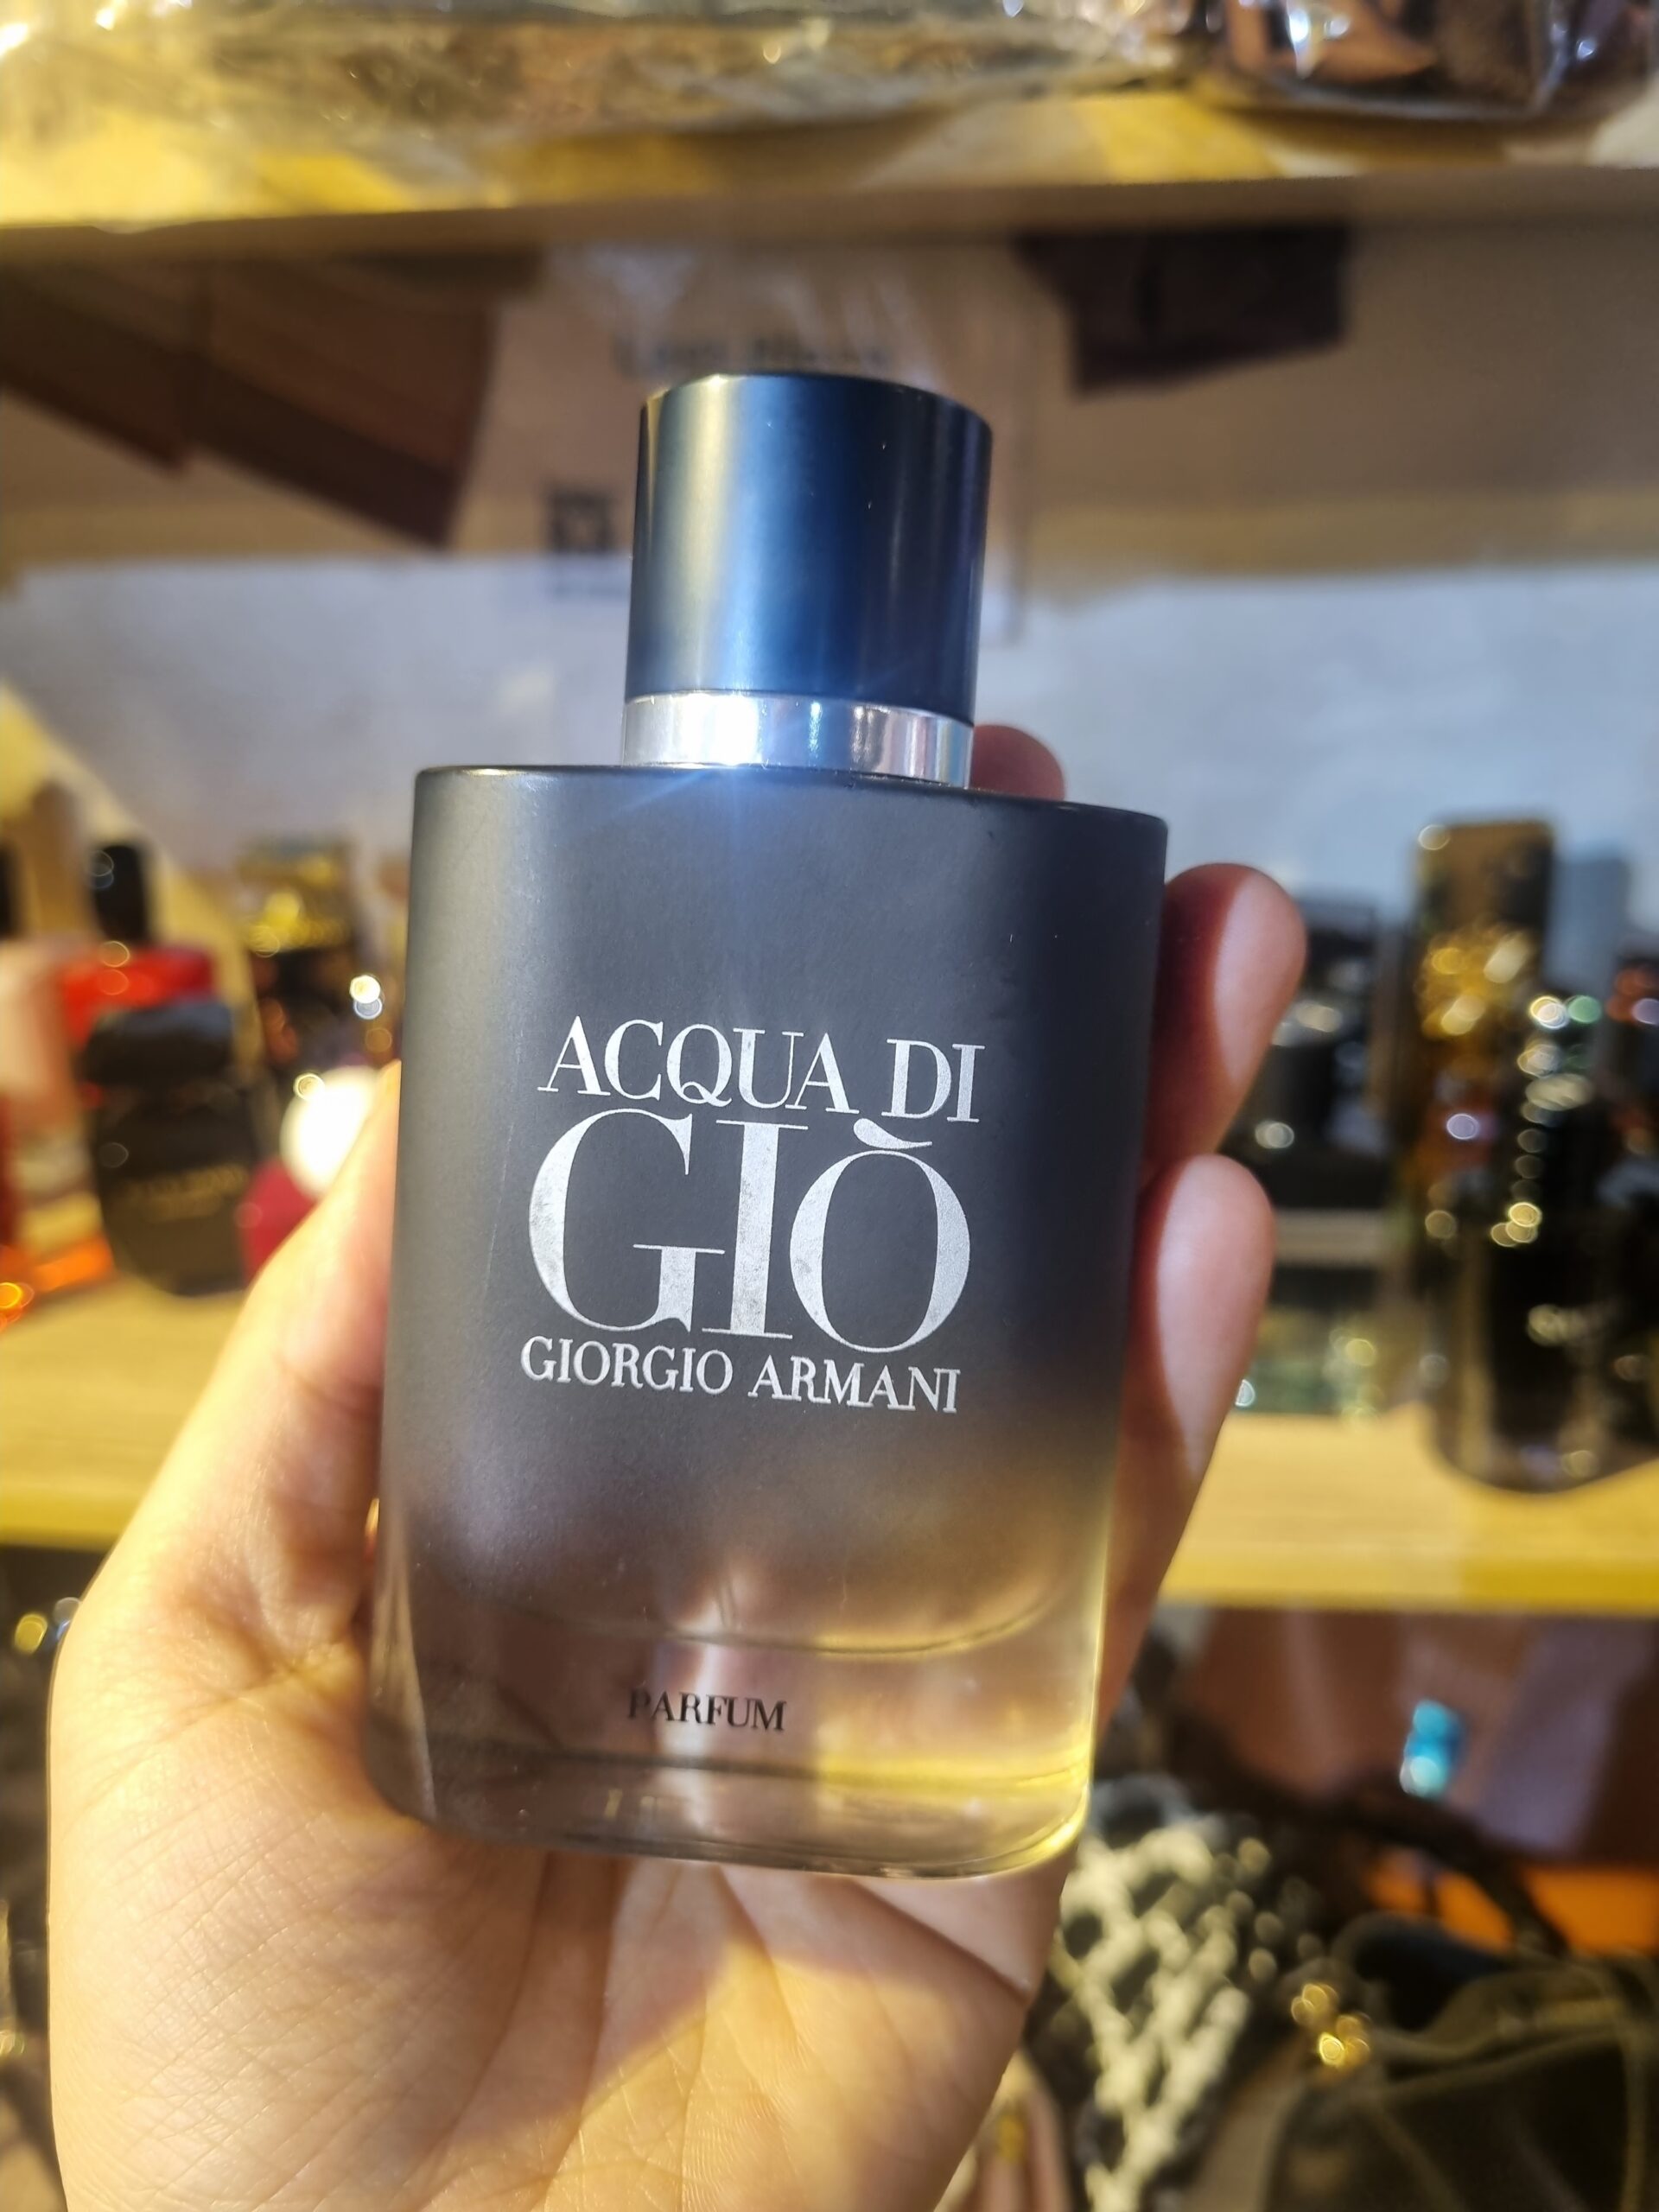 ACQUA DI
GIÒ
GIORGIO ARMANI
PARFUM